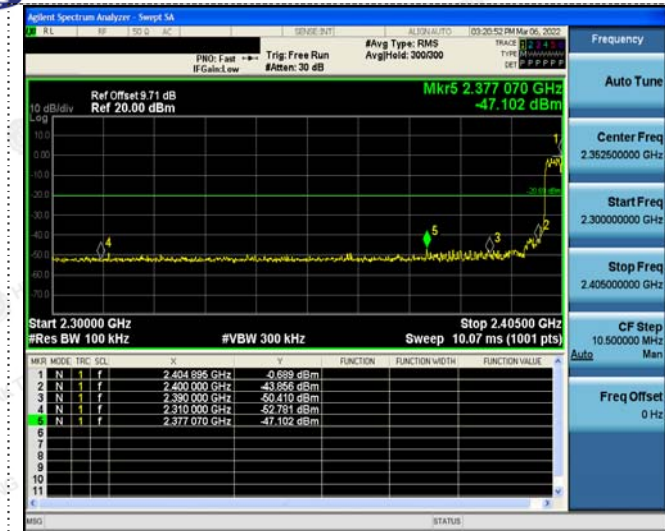 Agilent Spectrum Analyzer - Swept SA
RL RF 50 Ω AC SENSE:INT ALIGN AUTO 03:20:52 PM Mar 06, 2022
Frequency
#Avg Type: RMS TRACE 1 2 3 4 5 6
PNO: Fast Trig: Free Run Avg|Hold: 300/300 TYPE
IFGain:Low #Atten: 30 dB DET P P P P P P
Auto Tune
Mkr5 2.377 070 GHz
Ref Offset 9.71 dB
10 dB/div Ref 20.00 dBm -47.102 dBm
Log
10.0
0.00
-10.0
-20.0
-30.0
-40.0
-50.0
-60.0
-70.0
1
2
3
4
5
Center Freq
2.352500000 GHz
Start Freq
2.300000000 GHz
Stop Freq
2.405000000 GHz
Start 2.30000 GHz Stop 2.40500 GHz
#Res BW 100 kHz #VBW 300 kHz Sweep 10.07 ms (1001 pts)
CF Step
10.500000 MHz
Auto Man
MKR MODE TRC SCL X Y FUNCTION FUNCTION WIDTH FUNCTION VALUE
1 N 1 f 2.404 895 GHz -0.689 dBm
2 N 1 f 2.400 000 GHz -43.856 dBm
3 N 1 f 2.390 000 GHz -50.410 dBm
4 N 1 f 2.310 000 GHz -52.781 dBm
5 N 1 f 2.377 070 GHz -47.102 dBm
6
7
8
9
10
11
Freq Offset
0 Hz
MSG STATUS